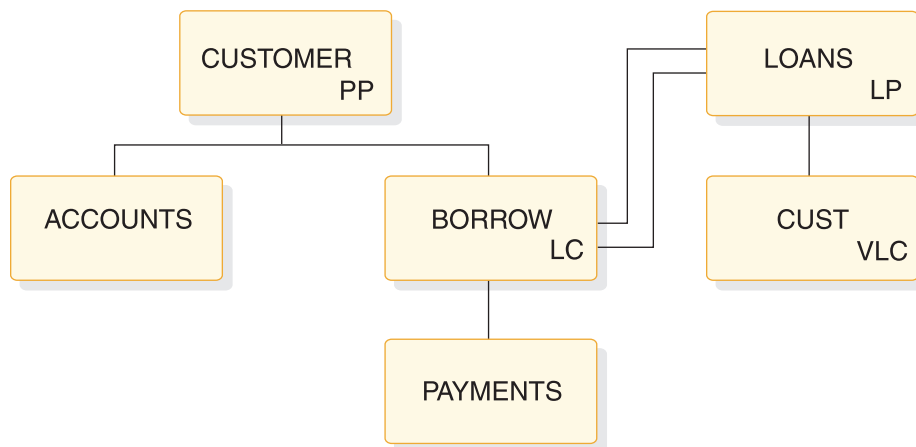 CUSTOMER
PP
LOANS
LP
ACCOUNTS
BORROW
LC
CUST
VLC
PAYMENTS